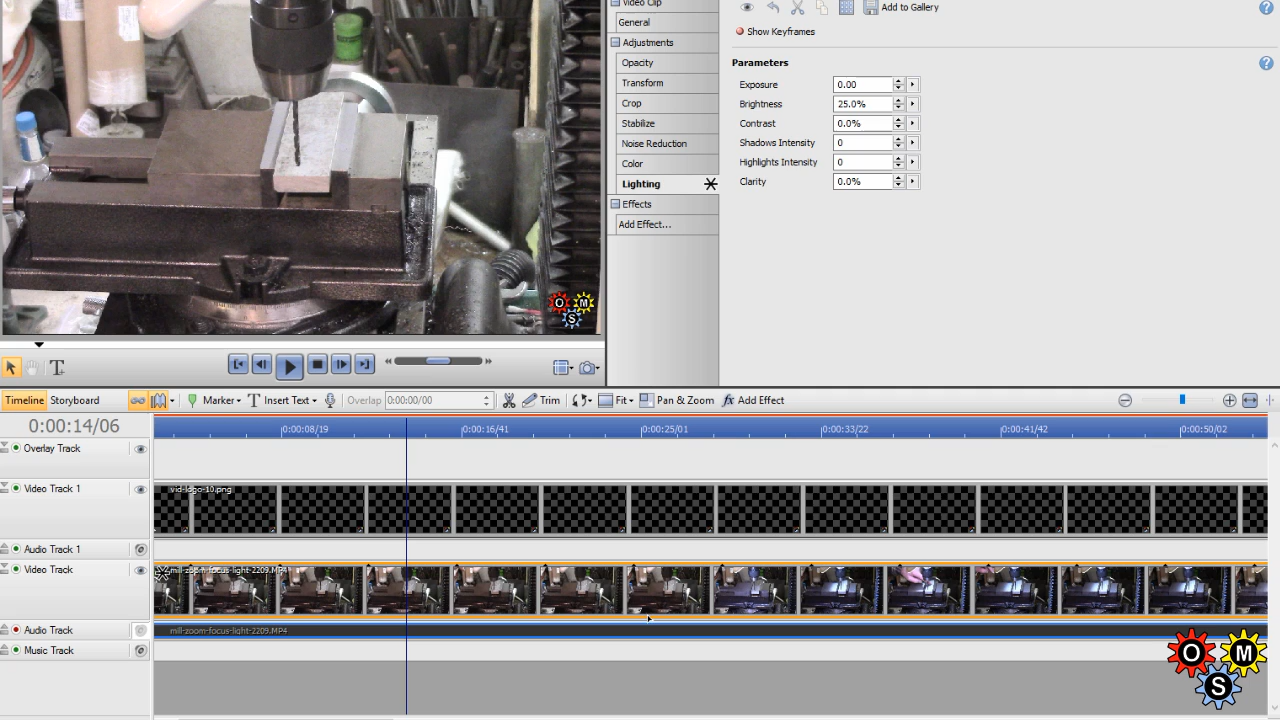 Video Clip
Add to Gallery
General
Show Keyframes
Adjustments
Opacity
Parameters
Transform
Exposure 0.00
Crop
Brightness 25.0%
Stabilize
Contrast 0.0%
Noise Reduction
Shadows Intensity 0
Color
Highlights Intensity 0
Lighting
Clarity 0.0%
Effects
Add Effect...
O M
S
Timeline Storyboard Marker T Insert Text Overlap 0:00:00/00 Trim Fit Pan & Zoom fx Add Effect
0:00:14/06 0:00:08/19 0:00:16/41 0:00:25/01 0:00:33/22 0:00:41/42 0:00:50/02
Overlay Track
Video Track 1 vid-logo-10.png
Audio Track 1
Video Track mill-zoom-focus-light-2209.MP4
Audio Track mill-zoom-focus-light-2209.MP4
Music Track
O M
S